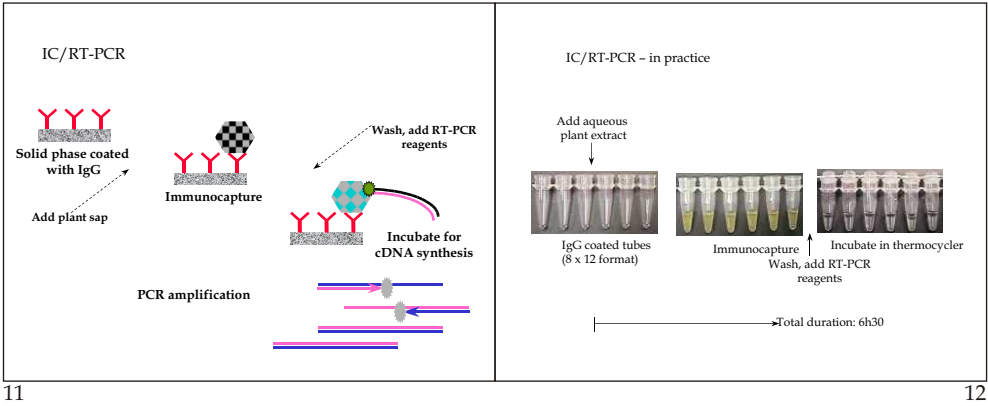 IC/RT-PCR
Solid phase coated
with IgG
Add plant sap
Immunocapture
Wash, add RT-PCR
reagents
Incubate for
cDNA synthesis
PCR amplification
11
IC/RT-PCR – in practice
Add aqueous
plant extract
IgG coated tubes
(8 x 12 format)
Immunocapture
Wash, add RT-PCR
reagents
Incubate in thermocycler
Total duration: 6h30
12